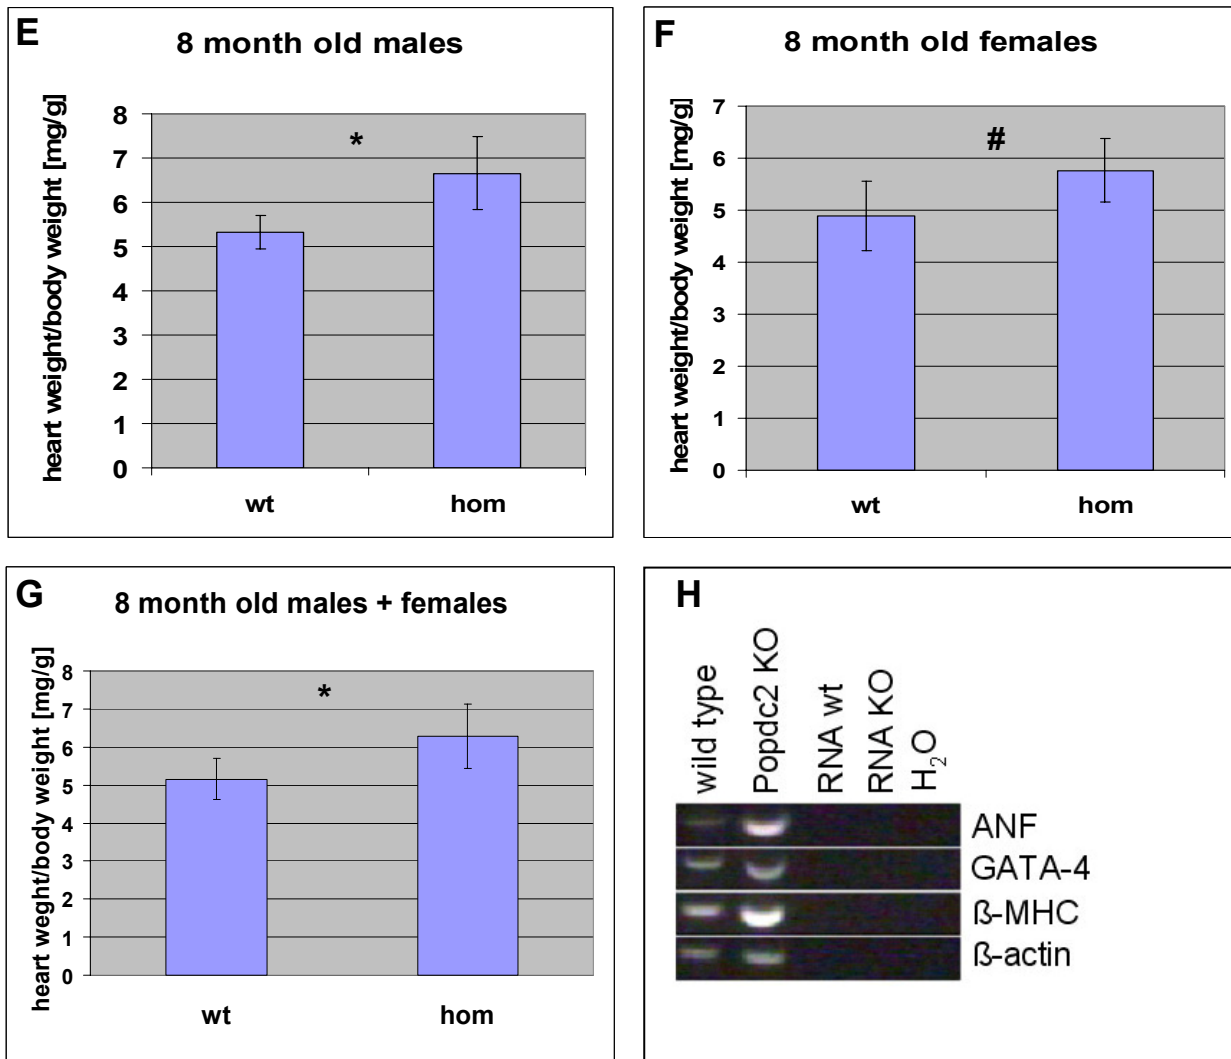 E
8 month old males
heart weight/body weight [mg/g]
8
7
6
5
4
3
2
1
0
*
wt hom
F
8 month old females
heart weight/body weight [mg/g]
7
6
5
4
3
2
1
0
#
wt hom
G
8 month old males + females
heart weght/body weight [mg/g]
8
7
6
5
4
3
2
1
0
*
wt hom
H
wild type
Popdc2 KO
RNA wt
RNA KO
H₂O
ANF
GATA-4
ß-MHC
ß-actin